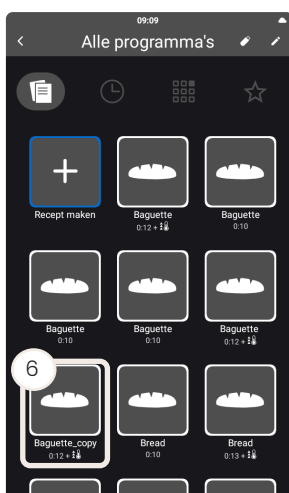 09:09
Alle programma's
Recept maken
Baguette
0:12 +
Baguette
0:10
Baguette
0:10
Baguette
0:10
Baguette
0:12 +
6
Baguette_copy
0:12 +
Bread
0:10
Bread
0:13 +